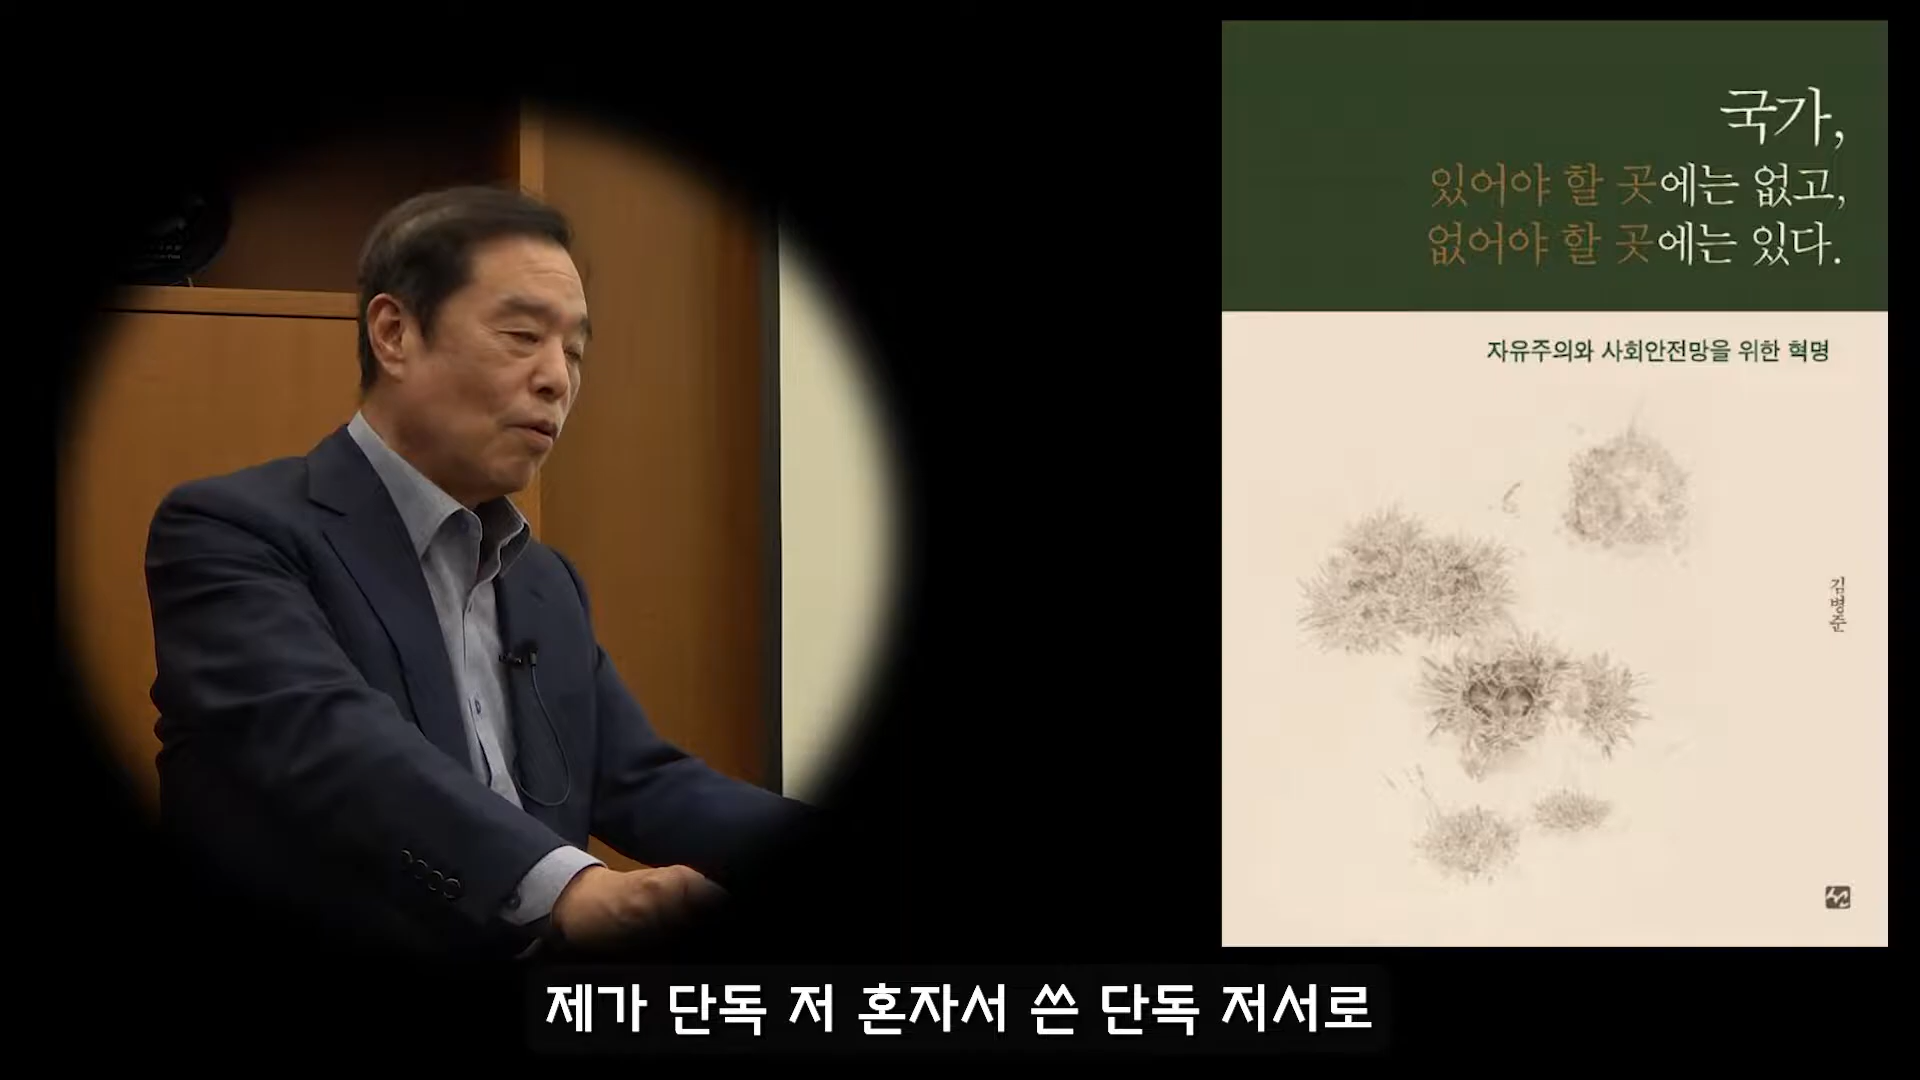 국가,
있어야 할 곳에는 없고,
없어야 할 곳에는 있다.
자유주의와 사회안전망을 위한 혁명
김병준
제가 단독 저 혼자서 쓴 단독 저서로